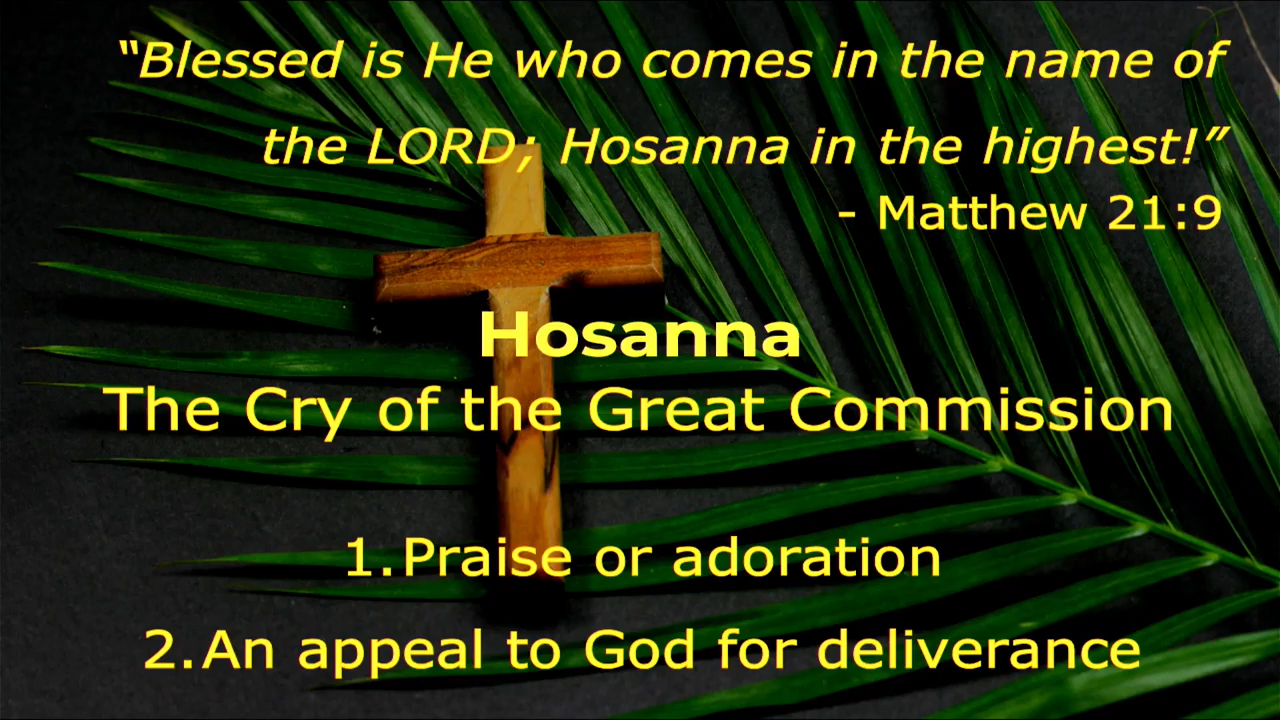 “Blessed is He who comes in the name of
the LORD; Hosanna in the highest!”
- Matthew 21:9
Hosanna
The Cry of the Great Commission
1.Praise or adoration
2.An appeal to God for deliverance